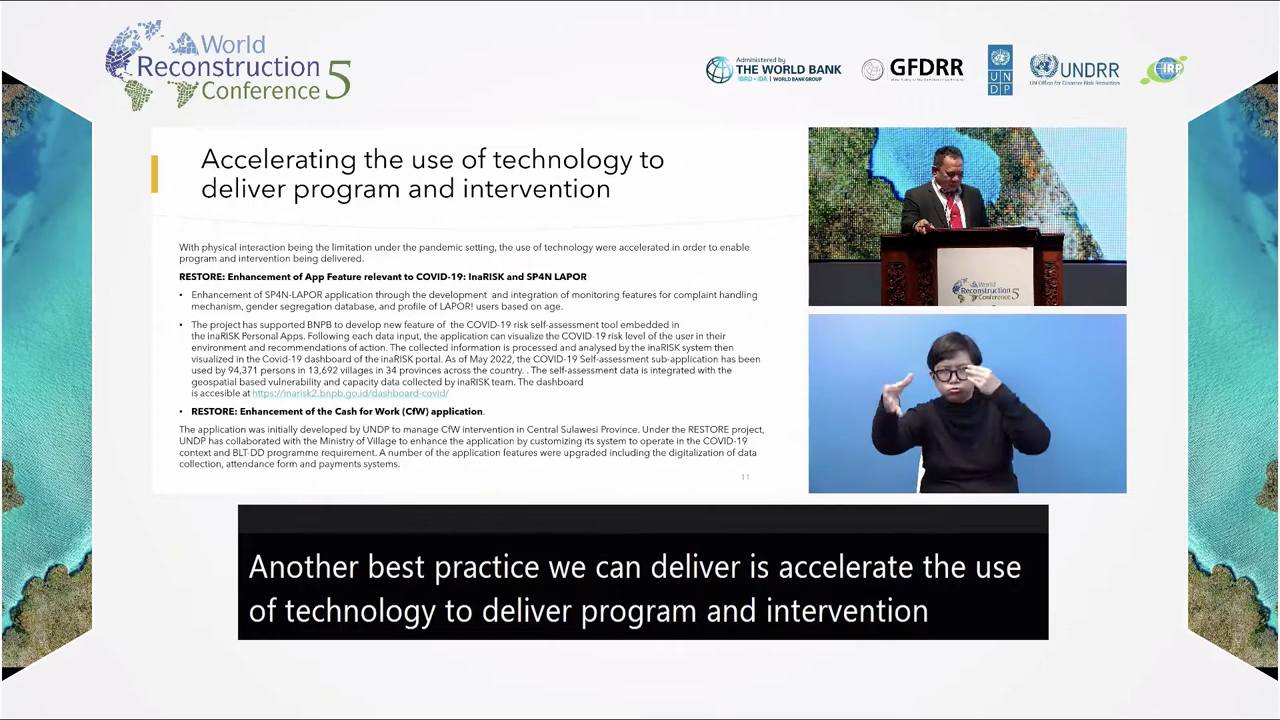 World
Reconstruction
Conference 5
Administered by
THE WORLD BANK
IBRD • IDA | WORLD BANK GROUP
GFDRR
UN
DP
UNDRR
UN Office for Disaster Risk Reduction
IRP
Accelerating the use of technology to
deliver program and intervention
With physical interaction being the limitation under the pandemic setting, the use of technology were accelerated in order to enable
program and intervention being delivered.
RESTORE: Enhancement of App Feature relevant to COVID-19: InaRISK and SP4N LAPOR
• Enhancement of SP4N-LAPOR application through the development and integration of monitoring features for complaint handling
mechanism, gender segregation database, and profile of LAPOR! users based on age.
• The project has supported BNPB to develop new feature of the COVID-19 risk self-assessment tool embedded in
the inaRISK Personal Apps. Following each data input, the application can visualize the COVID-19 risk level of the user in their
environment and recommendations of action. The collected information is processed and analysed by the inaRISK system then
visualized in the Covid-19 dashboard of the inaRISK portal. As of May 2022, the COVID-19 Self-assessment sub-application has been
used by 94,371 persons in 13,692 villages in 34 provinces across the country. . The self-assessment data is integrated with the
geospatial based vulnerability and capacity data collected by inaRISK team. The dashboard
is accesible at https://inarisk2.bnpb.go.id/dashboard-covid/
• RESTORE: Enhancement of the Cash for Work (CfW) application.
The application was initially developed by UNDP to manage CfW intervention in Central Sulawesi Province. Under the RESTORE project,
UNDP has collaborated with the Ministry of Village to enhance the application by customizing its system to operate in the COVID-19
context and BLT-DD programme requirement. A number of the application features were upgraded including the digitalization of data
collection, attendance form and payments systems.
11
World
Reconstruction
Conference 5
Another best practice we can deliver is accelerate the use
of technology to deliver program and intervention